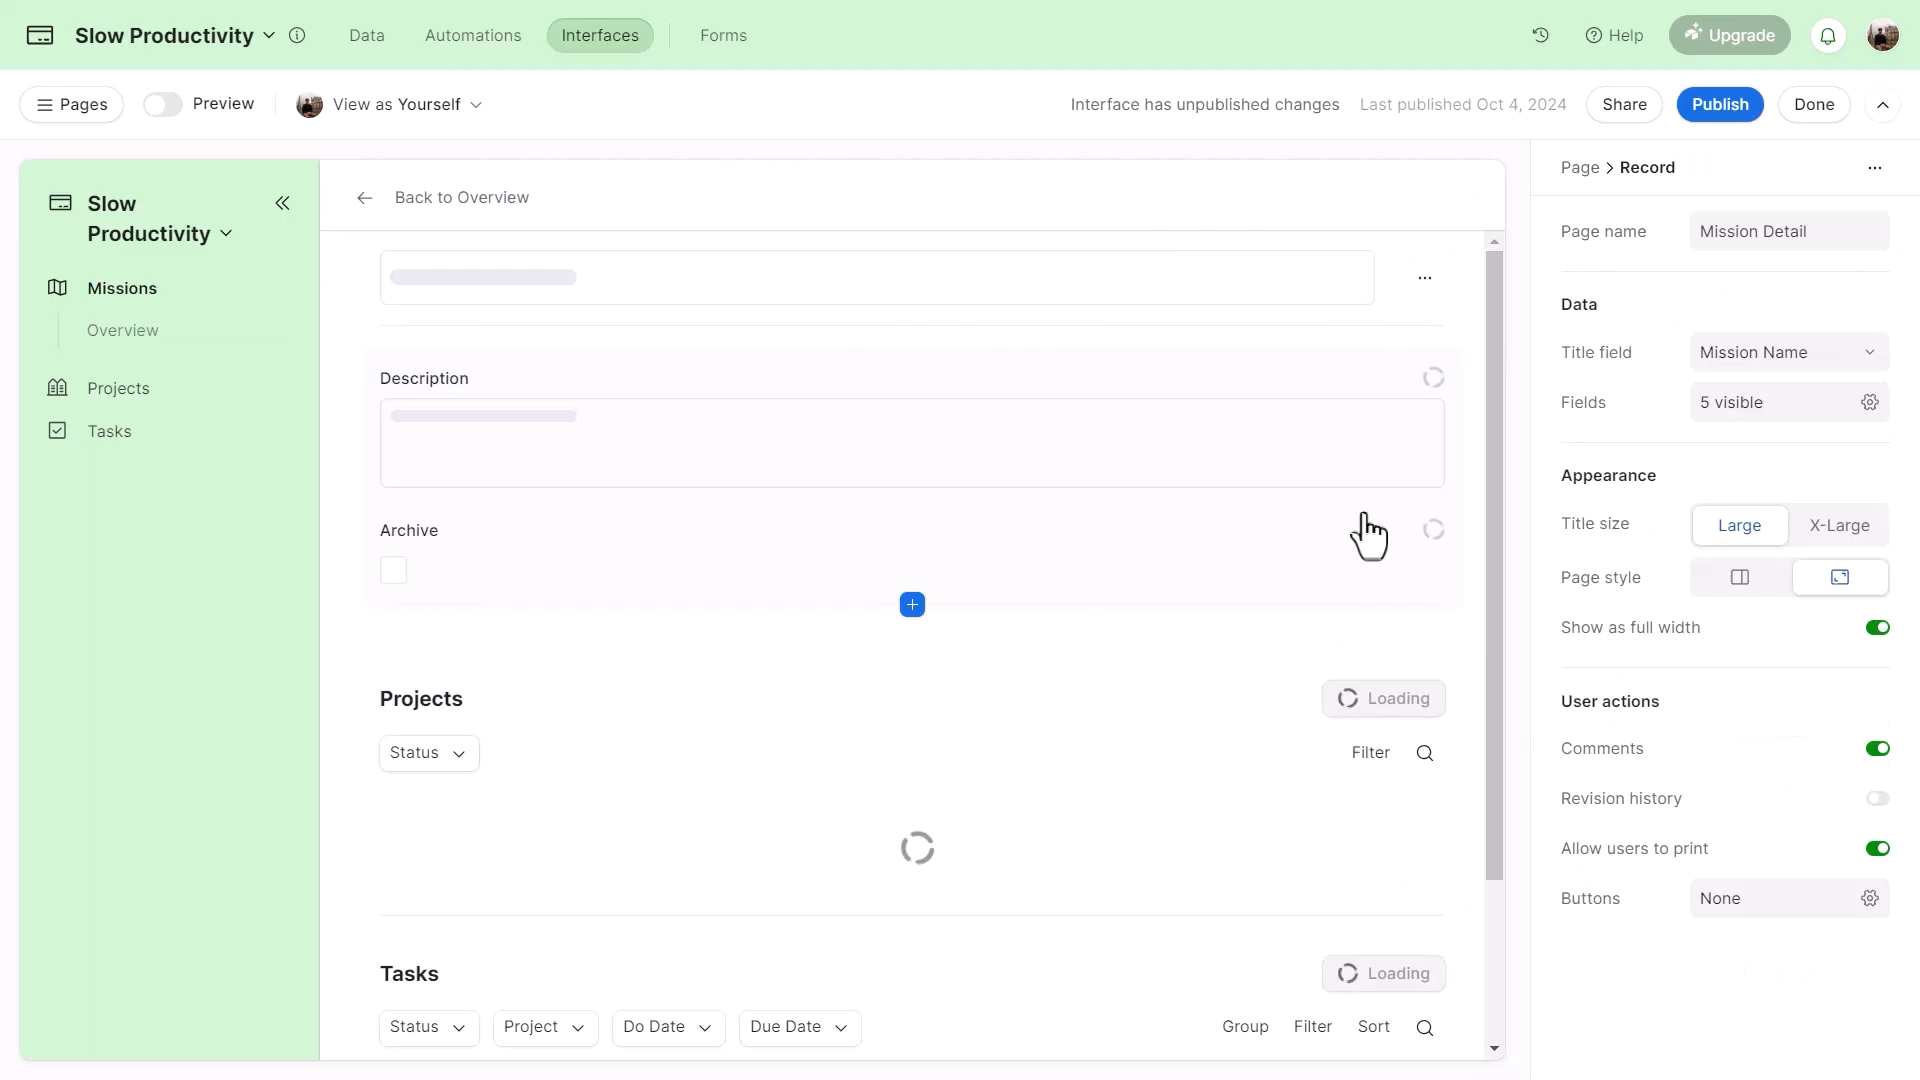 Slow Productivity
Data
Automations
Interfaces
Forms
Help
Upgrade
Pages
Preview
View as Yourself
Interface has unpublished changes
Last published Oct 4, 2024
Share
Publish
Done
Slow
Productivity
Missions
Overview
Projects
Tasks
Back to Overview
Description
Archive
Projects
Loading
Status
Filter
Tasks
Loading
Status
Project
Do Date
Due Date
Group
Filter
Sort
Page > Record
Page name
Mission Detail
Data
Title field
Mission Name
Fields
5 visible
Appearance
Title size
Large
X-Large
Page style
Show as full width
User actions
Comments
Revision history
Allow users to print
Buttons
None